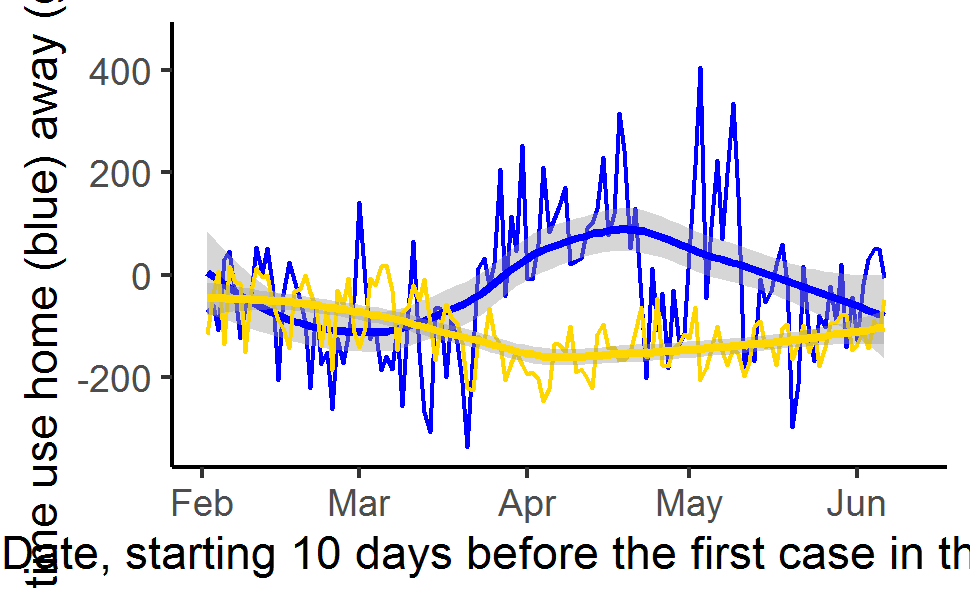 time use home (blue) away (
400
200
0
-200
Feb Mar Apr May Jun
Date, starting 10 days before the first case in th